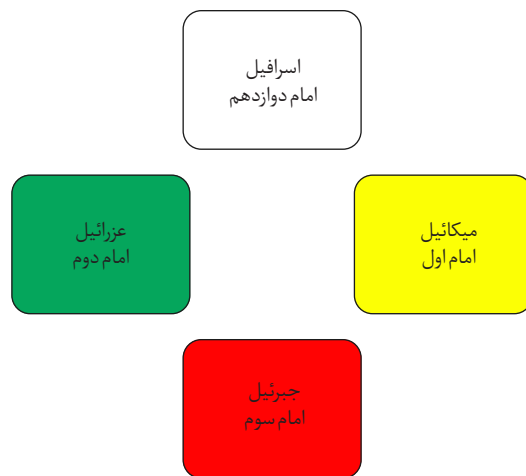 اسرافیل
امام دوازدهم
میکائیل
امام اول
عزرائیل
امام دوم
جبرئیل
امام سوم